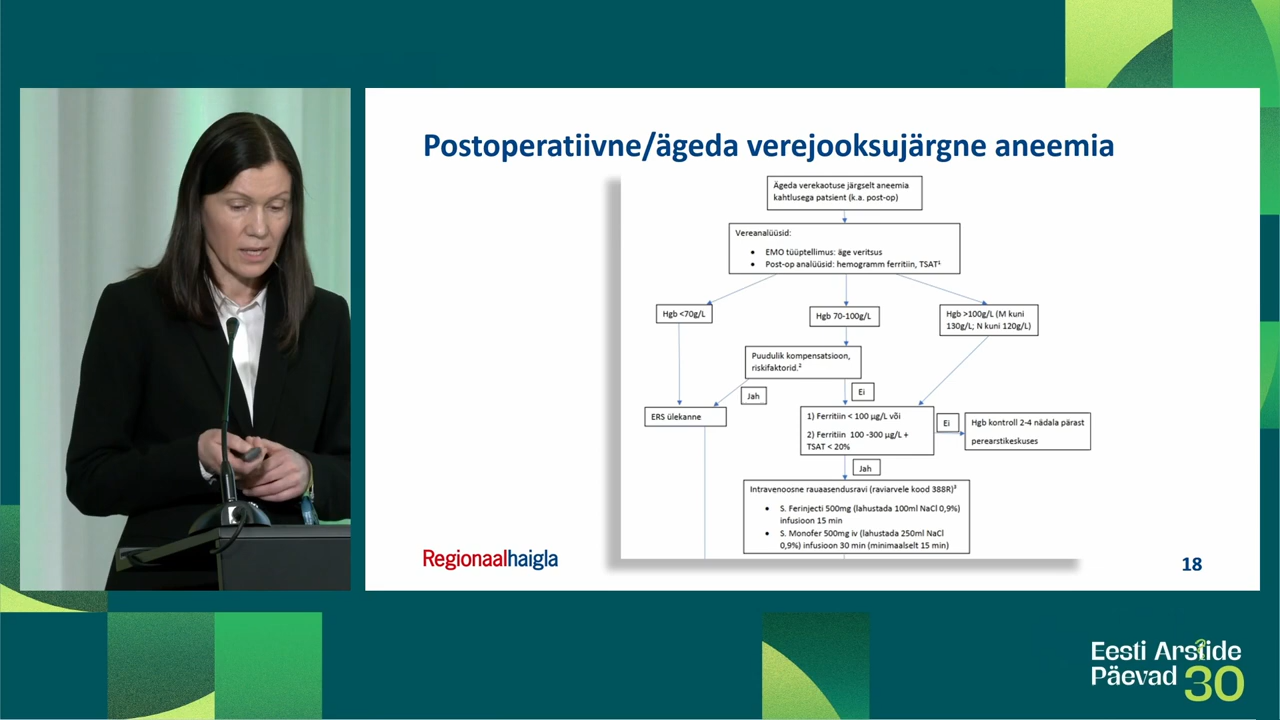 Postoperatiivne/ägeda verejooksujärgne aneemia
Ägeda verekaotuse järgselt aneemia
kahtlusega patsient (k.a. post-op)
Vereanalüüsid:
• EMO tüüptellimus: äge veritsus
• Post-op analüüsid: hemogramm ferritiin, TSAT¹
Hgb <70g/L
Hgb 70-100g/L
Hgb >100g/L (M kuni
130g/L; N kuni 120g/L)
Puudulik kompensatsioon,
riskifaktorid.²
Jah
Ei
ERS ülekanne
1) Ferritiin < 100 µg/L või
2) Ferritiin 100 -300 µg/L +
TSAT < 20%
Ei
Hgb kontroll 2-4 nädala pärast
perearstikeskuses
Jah
Intravenoosne rauaasendusravi (raviarvele kood 388R)³
• S. Ferinjecti 500mg (lahustada 100ml NaCl 0,9%)
infusioon 15 min
• S. Monofer 500mg iv (lahustada 250ml NaCl
0,9%) infusioon 30 min (minimaalselt 15 min)
Regionaalhaigla
18
Eesti Arstide
Päevad 30